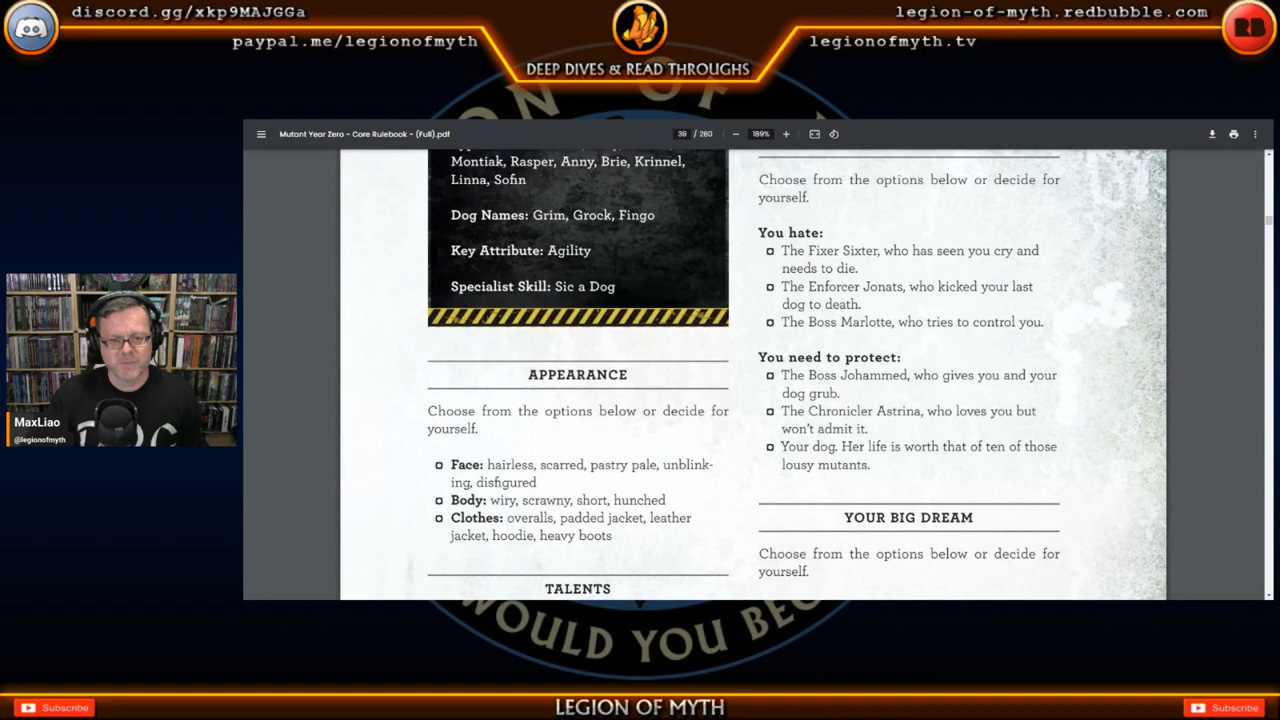 discord.gg/xkp9MAJGGa
legion-of-myth.redbubble.com
paypal.me/legionofmyth
legionofmyth.tv
DEEP DIVES & READ THROUGHS
RB
Mutant Year Zero - Core Rulebook - (Full).pdf
39 / 280
189%
Montiak, Rasper, Anny, Brie, Krinnel,
Linna, Sofin
Dog Names: Grim, Grock, Fingo
Key Attribute: Agility
Specialist Skill: Sic a Dog
APPEARANCE
Choose from the options below or decide for
yourself.
Face: hairless, scarred, pastry pale, unblink-
ing, disfigured
Body: wiry, scrawny, short, hunched
Clothes: overalls, padded jacket, leather
jacket, hoodie, heavy boots
TALENTS
Choose from the options below or decide for
yourself.
You hate:
The Fixer Sixter, who has seen you cry and
needs to die.
The Enforcer Jonats, who kicked your last
dog to death.
The Boss Marlotte, who tries to control you.
You need to protect:
The Boss Johammed, who gives you and your
dog grub.
The Chronicler Astrina, who loves you but
won't admit it.
Your dog. Her life is worth that of ten of those
lousy mutants.
YOUR BIG DREAM
Choose from the options below or decide for
yourself.
MaxLiao
@legionofmyth
WOULD YOU
Subscribe
LEGION OF MYTH
Subscribe